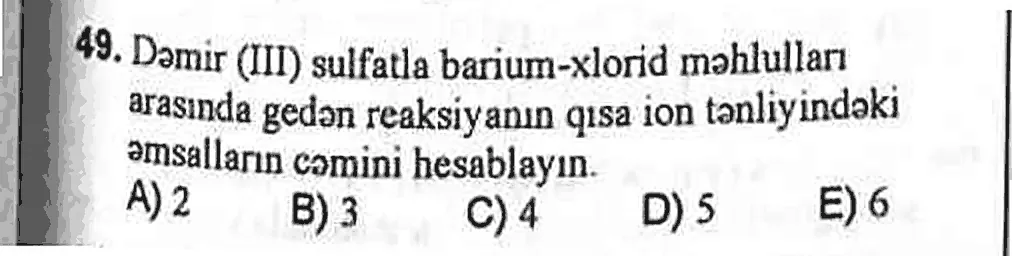 49. Dəmir (III) sulfatla barium-xlorid məhlulları
arasında gedən reaksiyanın qısa ion tənliyindəki
əmsalların cəmini hesablayın.
A) 2 B) 3 C) 4 D) 5 E) 6